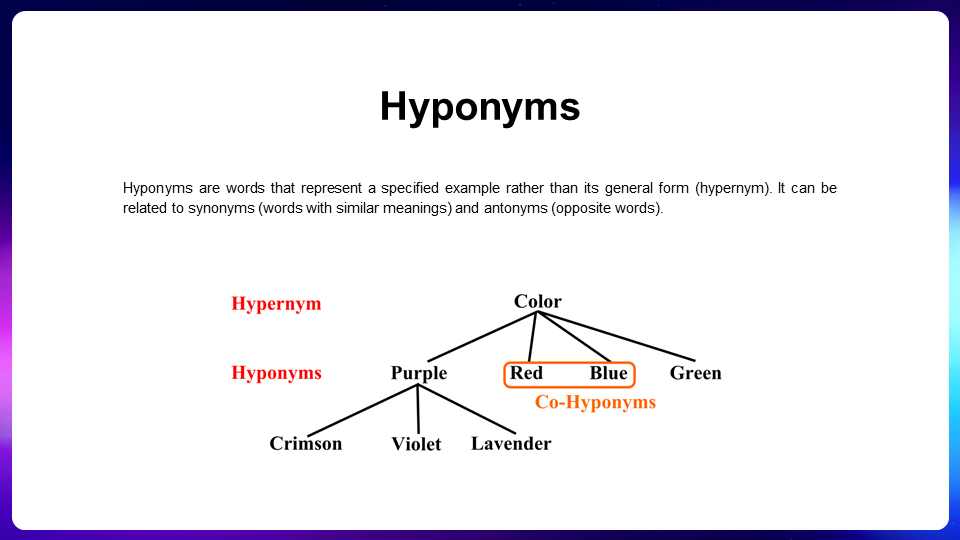 Hyponyms
Hyponyms are words that represent a specified example rather than its general form (hypernym). It can be
related to synonyms (words with similar meanings) and antonyms (opposite words).
Hypernym Color
Hyponyms Purple Red Blue Green
Co-Hyponyms
Crimson Violet Lavender